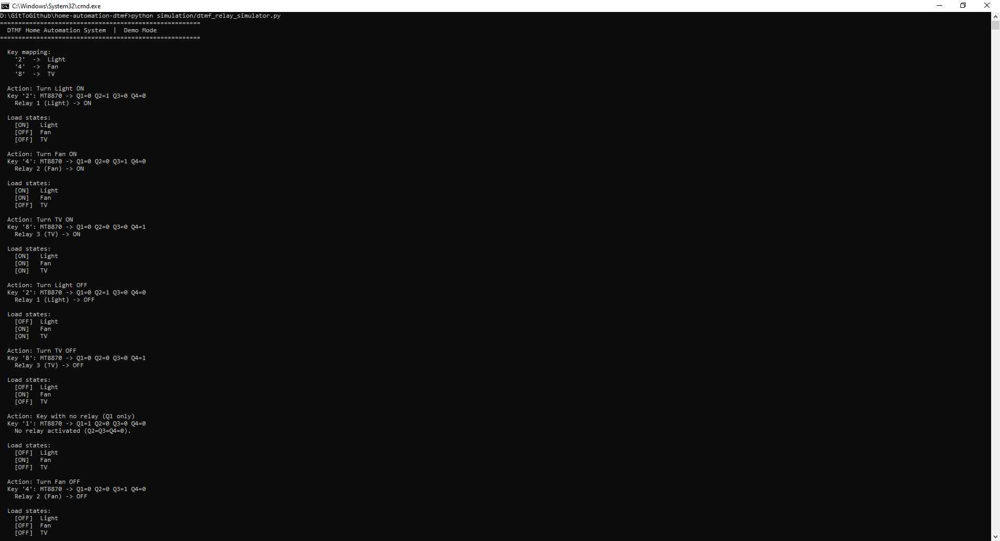 C:\Windows\System32\cmd.exe
D:\GitToGithub\home-automation-dtmf>python simulation/dtmf_relay_simulator.py
=======================================================
DTMF Home Automation System | Demo Mode
=======================================================
Key mapping:
'2' -> Light
'4' -> Fan
'8' -> TV
Action: Turn Light ON
Key '2': MT8870 -> Q1=0 Q2=1 Q3=0 Q4=0
Relay 1 (Light) -> ON
Load states:
[ON] Light
[OFF] Fan
[OFF] TV
Action: Turn Fan ON
Key '4': MT8870 -> Q1=0 Q2=0 Q3=1 Q4=0
Relay 2 (Fan) -> ON
Load states:
[ON] Light
[ON] Fan
[OFF] TV
Action: Turn TV ON
Key '8': MT8870 -> Q1=0 Q2=0 Q3=0 Q4=1
Relay 3 (TV) -> ON
Load states:
[ON] Light
[ON] Fan
[ON] TV
Action: Turn Light OFF
Key '2': MT8870 -> Q1=0 Q2=1 Q3=0 Q4=0
Relay 1 (Light) -> OFF
Load states:
[OFF] Light
[ON] Fan
[ON] TV
Action: Turn TV OFF
Key '8': MT8870 -> Q1=0 Q2=0 Q3=0 Q4=1
Relay 3 (TV) -> OFF
Load states:
[OFF] Light
[ON] Fan
[OFF] TV
Action: Key with no relay (Q1 only)
Key '1': MT8870 -> Q1=1 Q2=0 Q3=0 Q4=0
No relay activated (Q2=Q3=Q4=0).
Load states:
[OFF] Light
[ON] Fan
[OFF] TV
Action: Turn Fan OFF
Key '4': MT8870 -> Q1=0 Q2=0 Q3=1 Q4=0
Relay 2 (Fan) -> OFF
Load states:
[OFF] Light
[OFF] Fan
[OFF] TV